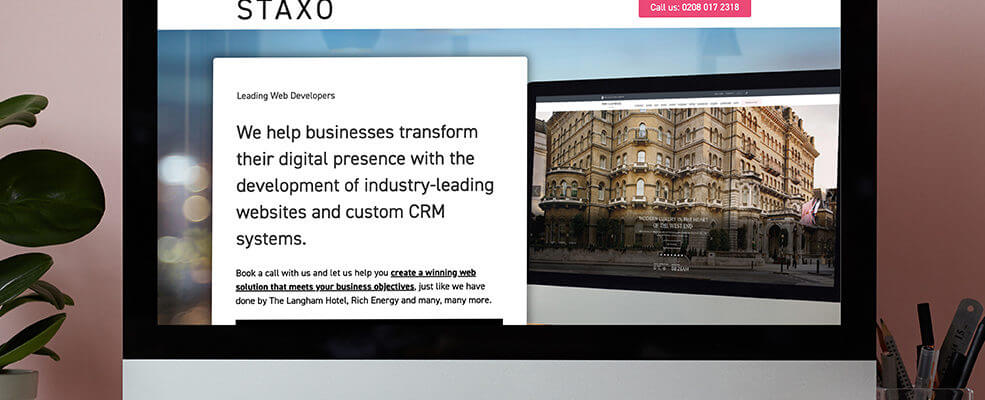 STAXO
Call us: 0208 017 2318
Leading Web Developers
We help businesses transform
their digital presence with the
development of industry-leading
websites and custom CRM
systems.
Book a call with us and let us help you create a winning web
solution that meets your business objectives, just like we have
done by The Langham Hotel, Rich Energy and many, many more.
MODERN LUXURY IN THE HEART
OF THE WEST END